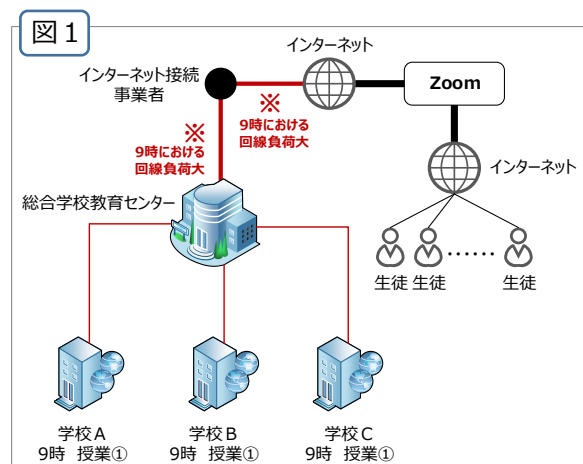 図1
インターネット
インターネット接続
事業者
Zoom
※
9時における
回線負荷大
※
9時における
回線負荷大
インターネット
総合学校教育センター
生徒 生徒 ‥‥‥ 生徒
学校A 学校B 学校C
9時 授業① 9時 授業① 9時 授業①